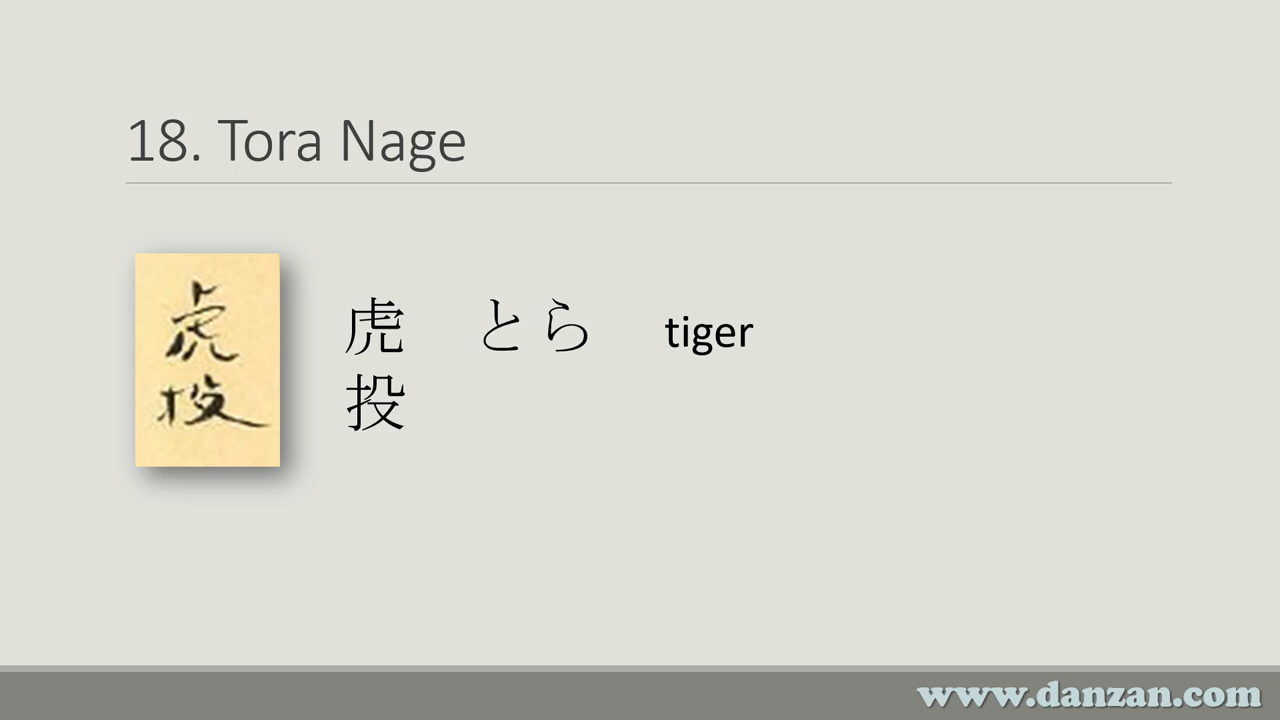 18. Tora Nage
虎投
虎 とら tiger
投
www.danzan.com